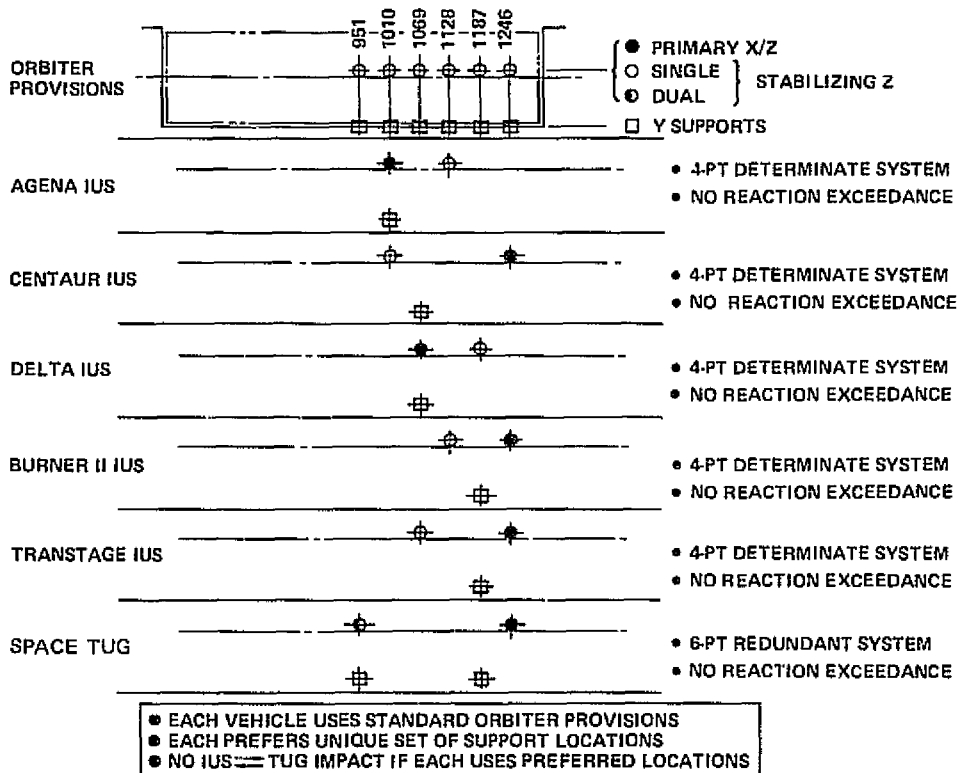 951 1010 1069 1128 1187 1246
ORBITER
PROVISIONS
PRIMARY X/Z
SINGLE
DUAL
STABILIZING Z
Y SUPPORTS
AGENA IUS
• 4-PT DETERMINATE SYSTEM
• NO REACTION EXCEEDANCE
CENTAUR IUS
• 4-PT DETERMINATE SYSTEM
• NO REACTION EXCEEDANCE
DELTA IUS
• 4-PT DETERMINATE SYSTEM
• NO REACTION EXCEEDANCE
BURNER II IUS
• 4-PT DETERMINATE SYSTEM
• NO REACTION EXCEEDANCE
TRANSTAGE IUS
• 4-PT DETERMINATE SYSTEM
• NO REACTION EXCEEDANCE
SPACE TUG
• 6-PT REDUNDANT SYSTEM
• NO REACTION EXCEEDANCE
• EACH VEHICLE USES STANDARD ORBITER PROVISIONS
• EACH PREFERS UNIQUE SET OF SUPPORT LOCATIONS
• NO IUS TUG IMPACT IF EACH USES PREFERRED LOCATIONS